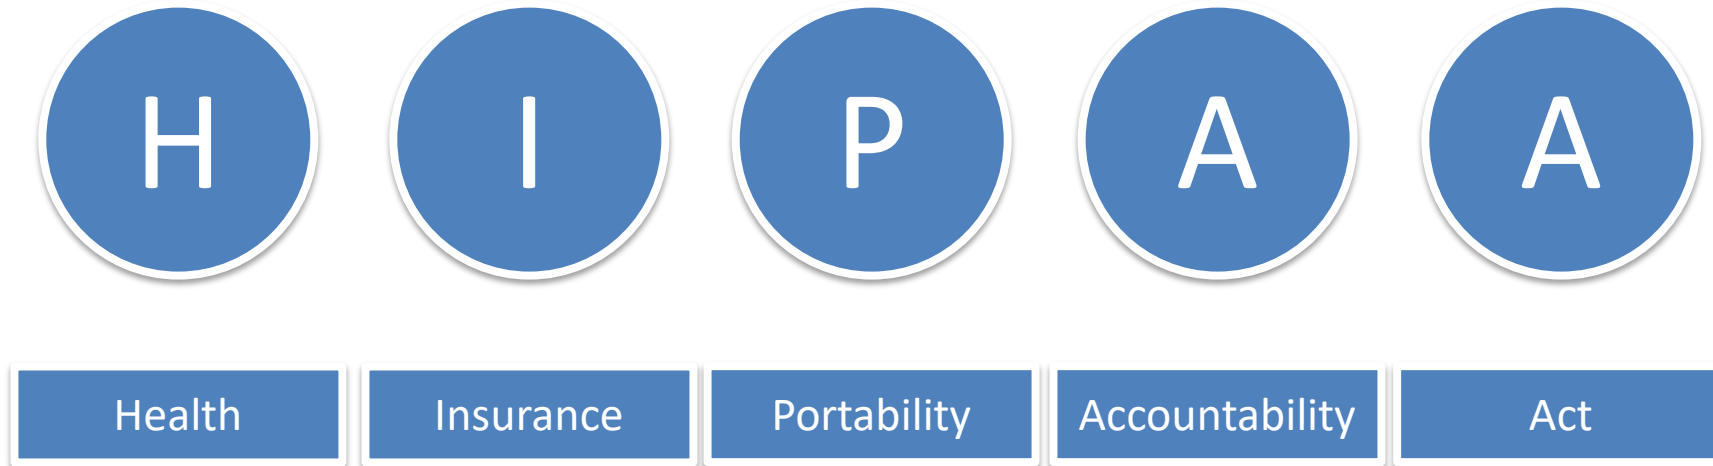 H I P A A
Health Insurance Portability Accountability Act